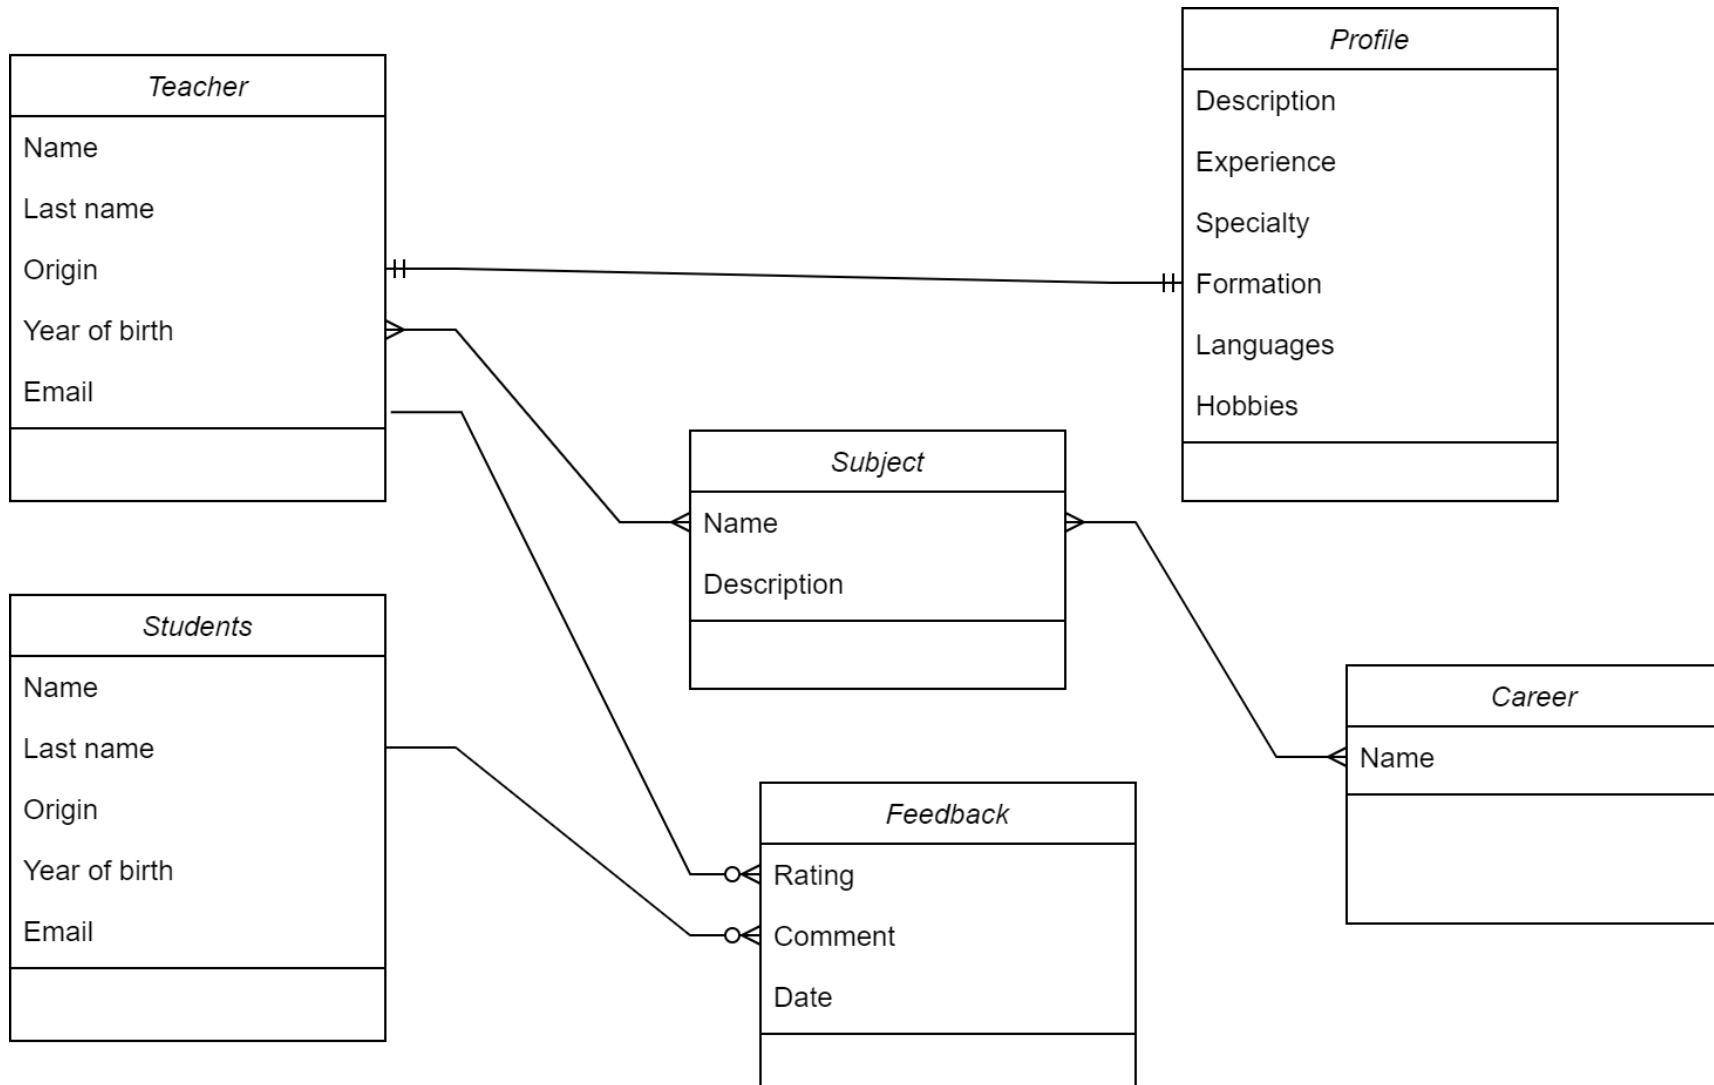 Teacher
Name
Last name
Origin
Year of birth
Email
Profile
Description
Experience
Specialty
Formation
Languages
Hobbies
Subject
Name
Description
Students
Name
Last name
Origin
Year of birth
Email
Feedback
Rating
Comment
Date
Career
Name